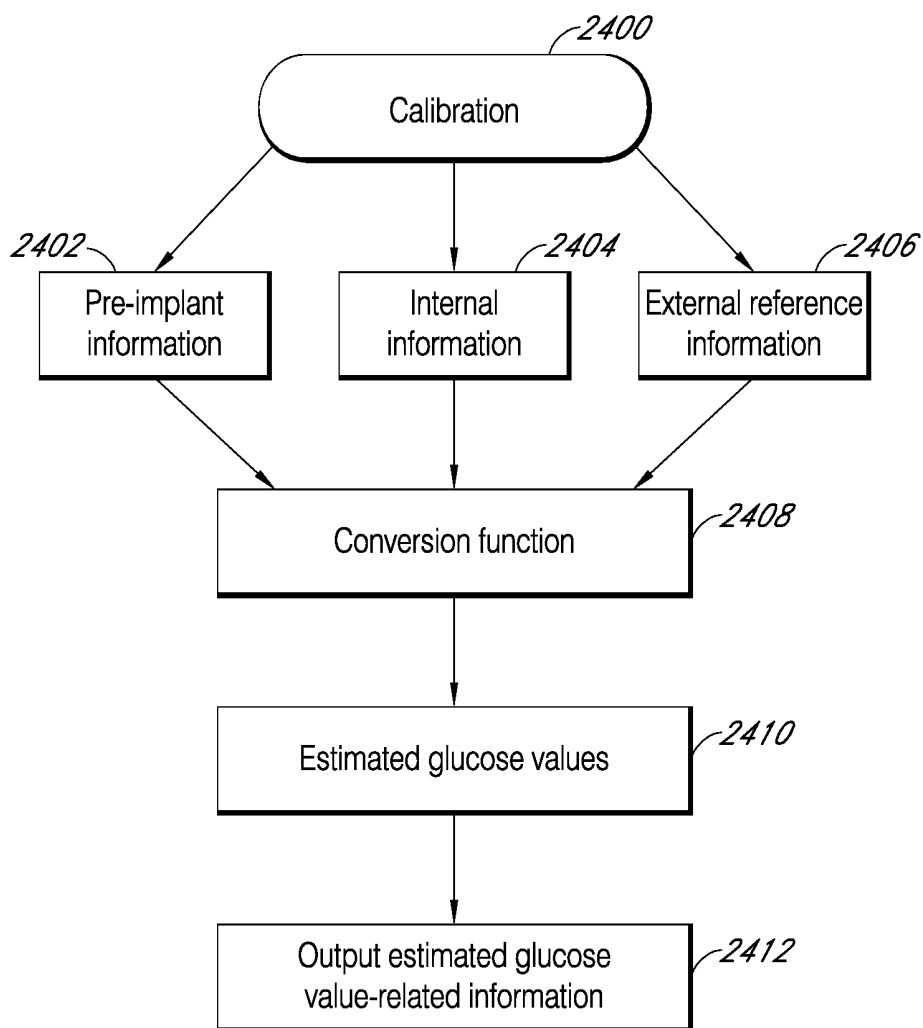 2400
Calibration
2402
2404
2406
Pre-implant
information
Internal
information
External reference
information
Conversion function
2408
Estimated glucose values
2410
Output estimated glucose
value-related information
2412